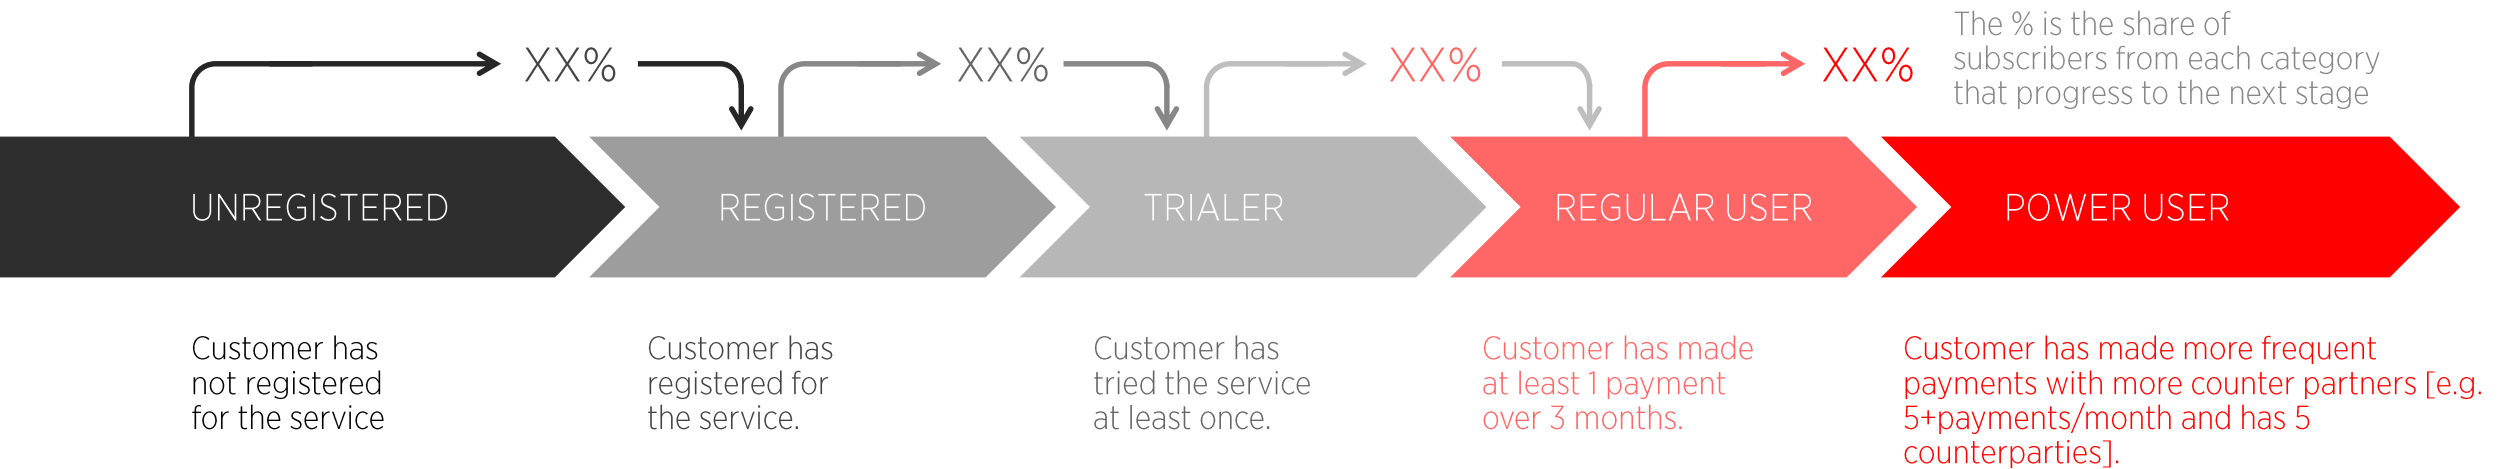 XX%
XX%
XX%
XX%
The % is the share of
subscribers from each category
that progress to the next stage
UNREGISTERED
REGISTERED
TRIALER
REGULAR USER
POWER USER
Customer has
not registered
for the service
Customer has
registered for
the service.
Customer has
tried the service
at least once.
Customer has made
at least 1 payment
over 3 months.
Customer has made more frequent
payments with more counter partners [e.g.
5+payments/month and has 5
counterparties].